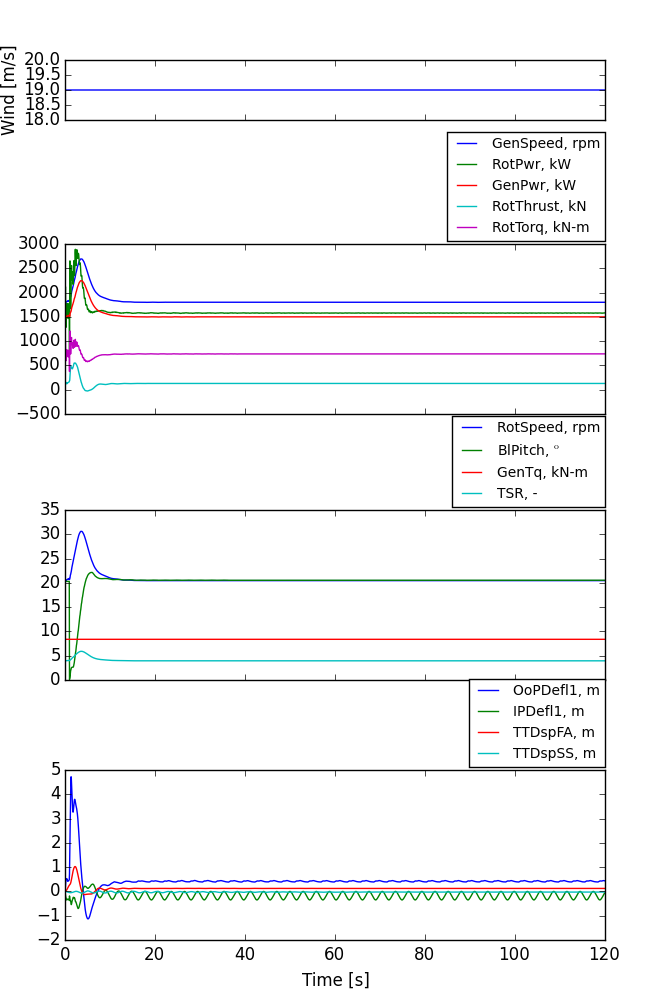 Wind [m/s]
20.0
19.5
19.0
18.5
18.0
GenSpeed, rpm
RotPwr, kW
GenPwr, kW
RotThrust, kN
RotTorq, kN-m
3000
2500
2000
1500
1000
500
0
−500
RotSpeed, rpm
BlPitch, °
GenTq, kN-m
TSR, -
35
30
25
20
15
10
5
0
OoPDefl1, m
IPDefl1, m
TTDspFA, m
TTDspSS, m
5
4
3
2
1
0
−1
−2
0 20 40 60 80 100 120
Time [s]